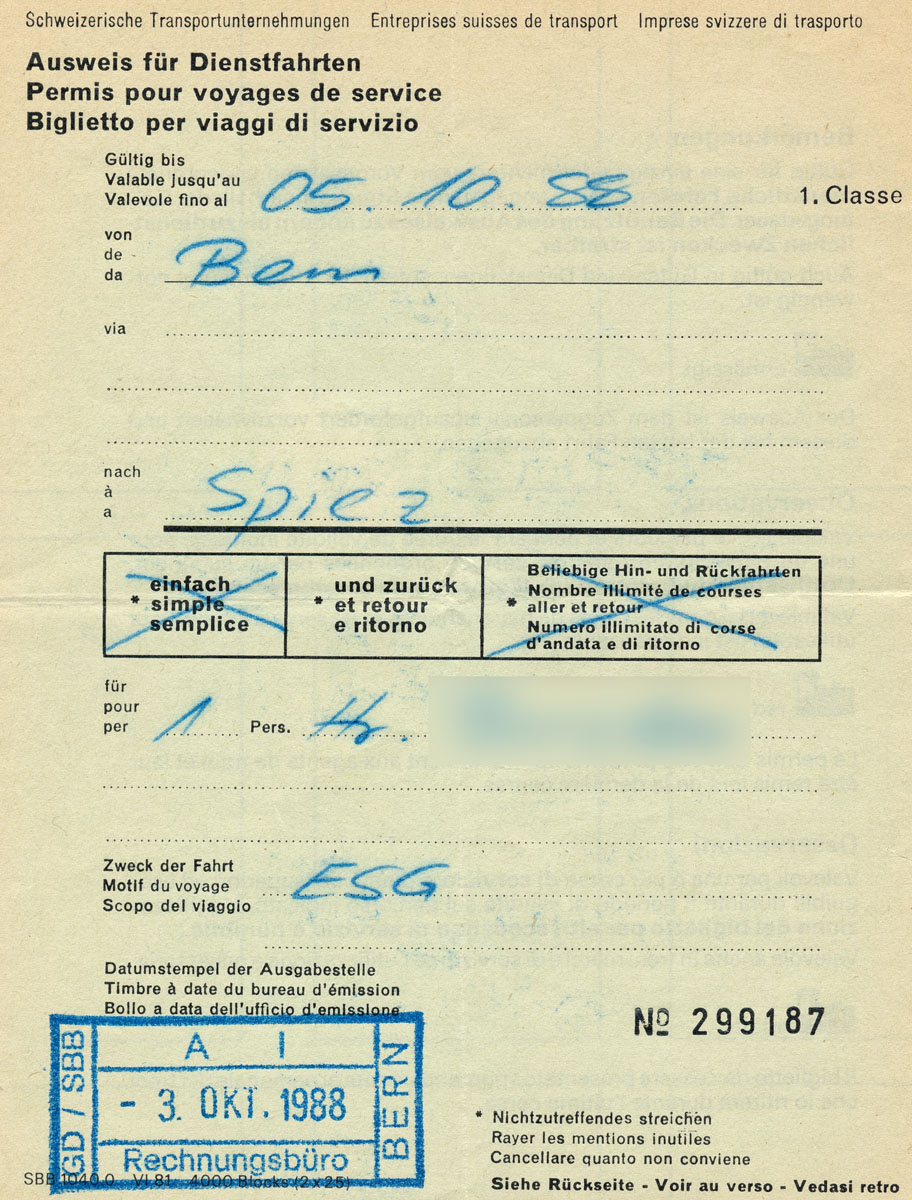 Schweizerische Transportunternehmungen Entreprises suisses de transport Imprese svizzere di trasporto
Ausweis für Dienstfahrten
Permis pour voyages de service
Biglietto per viaggi di servizio
Gültig bis
Valable jusqu'au
Valevole fino al
05.10.88
1. Classe
von
de
da
Bern
via
nach
à
a
Spiez
einfach
* simple
semplice
und zurück
* et retour
e ritorno
Beliebige Hin- und Rückfahrten
* Nombre illimité de courses
aller et retour
Numero illimitato di corse
d'andata e di ritorno
für
pour
per
1 Pers. Hr.
Zweck der Fahrt
Motif du voyage
Scopo del viaggio
ESG
Datumstempel der Ausgabestelle
Timbre à date du bureau d'émission
Bollo a data dell'ufficio d'emissione
GD / SBB
A I
- 3. OKT. 1988
Rechnungsbüro
BERN
Nº 299187
* Nichtzutreffendes streichen
Rayer les mentions inutiles
Cancellare quanto non conviene
SBB 1040.0 VI.81 4000 Blocks (2 x 25)
Siehe Rückseite - Voir au verso - Vedasi retro